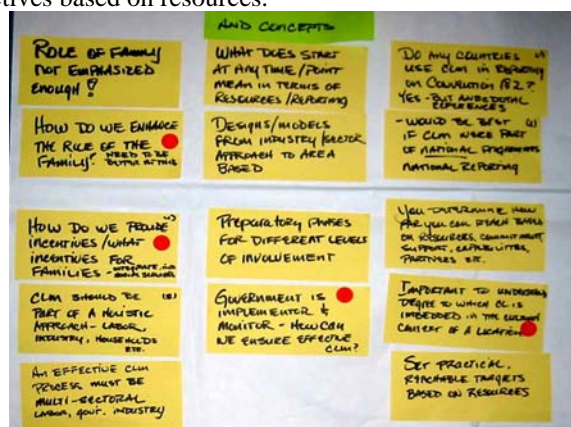 ctives based on resources.
AND CONCEPTS
ROLE OF FAMILY
NOT EMPHASIZED
ENOUGH !
HOW DO WE ENHANCE
THE ROLE OF THE
FAMILY? NEED TO BE
HOW DO WE PROVIDE
INCENTIVES/WHAT
INCENTIVES FOR
FAMILIES -
CLM SHOULD BE
PART OF A HOLISTIC
APPROACH - LABOR,
INDUSTRY, HOUSEHOLDS
ETC.
AN EFFECTIVE CLM
PROCESS MUST BE
MULTI-SECTORAL
LABOR, GOVT. INDUSTRY
WHAT DOES START
AT ANY TIME/POINT
MEAN IN TERMS OF
RESOURCES/REPORTING
DESIGNS/MODELS
FROM INDUSTRY/SECTOR
APPROACH TO AREA
BASED
Preparatory PHASES
FOR DIFFERENT LEVELS
OF INVOLVEMENT
GOVERNMENT IS
IMPLEMENTOR &
MONITOR - HOW CAN
WE ENSURE EFFECTIVE
CLM?
DO ANY COUNTRIES
USE CLM IN REPORTING
ON CONVENTION 182?
YES - BUT ANECDOTAL
REFERENCES
- WOULD BE BEST
IF CLM WERE PART
OF NATIONAL
NATIONAL REPORTING
YOU DETERMINE HOW
FAR YOU CAN REACH BASED
ON RESOURCES, COMMITMENT,
SUPPORT, CAPABILITIES,
PARTNERS ETC.
IMPORTANT TO UNDERSTAND
DEGREE TO WHICH CL IS
IMBEDDED IN THE CULTURAL
CONTEXT OF A LOCATION
SET PRACTICAL,
REACHABLE TARGETS
BASED ON RESOURCES